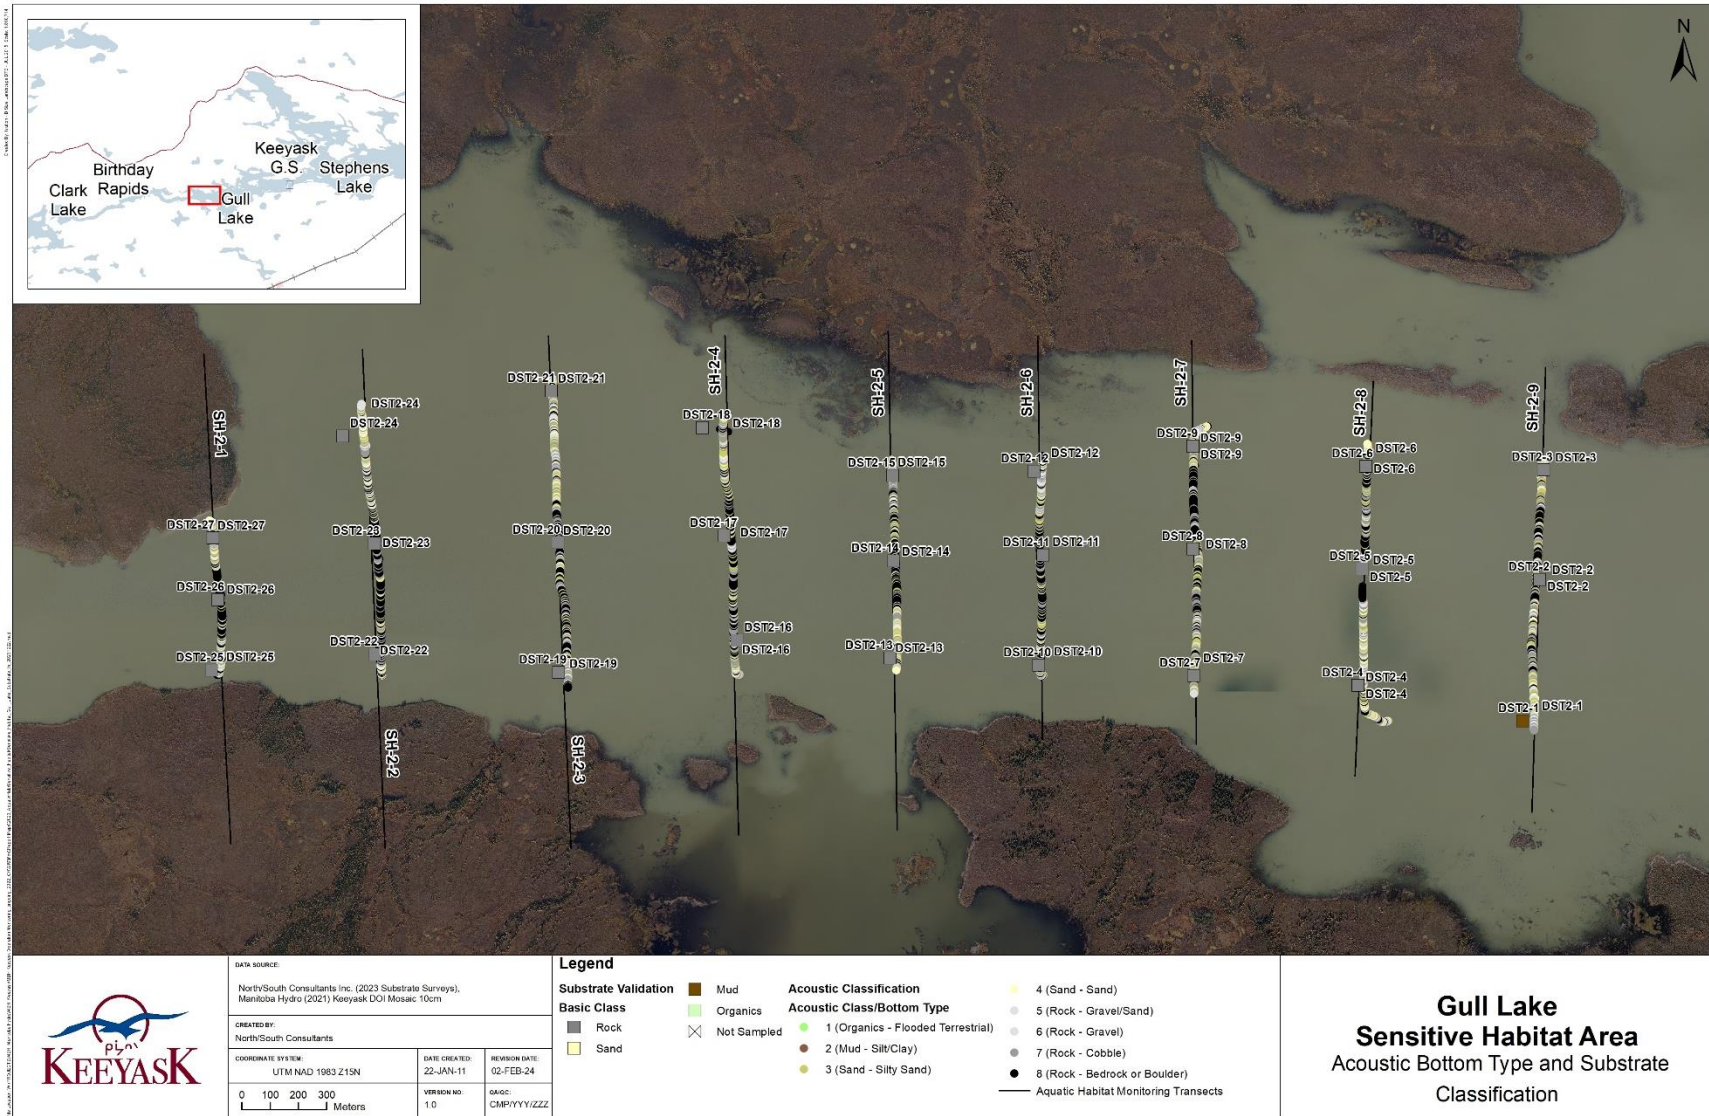 N
Keeyask
G.S.
Birthday
Rapids
Stephens
Lake
Clark
Lake
Gull
Lake
SH-2-1
SH-2-2
SH-2-3
SH-2-4
SH-2-5
SH-2-6
SH-2-7
SH-2-8
SH-2-9
DST2-27 DST2-27
DST2-26 DST2-26
DST2-25 DST2-25
DST2-24
DST2-24
DST2-23
DST2-23
DST2-22
DST2-22
DST2-21 DST2-21
DST2-20 DST2-20
DST2-19 DST2-19
DST2-18 DST2-18
DST2-17 DST2-17
DST2-16
DST2-16
DST2-15 DST2-15
DST2-14 DST2-14
DST2-13 DST2-13
DST2-12 DST2-12
DST2-11 DST2-11
DST2-10 DST2-10
DST2-9 DST2-9
DST2-9
DST2-8 DST2-8
DST2-7 DST2-7
DST2-6
DST2-6
DST2-6
DST2-5 DST2-5
DST2-5
DST2-4 DST2-4
DST2-4
DST2-3 DST2-3
DST2-2 DST2-2
DST2-2
DST2-1 DST2-1
KEEYASK
DATA SOURCE:
North/South Consultants Inc. (2023 Substrate Surveys),
Manitoba Hydro (2021) Keeyask DOI Mosaic 10cm
CREATED BY:
North/South Consultants
COORDINATE SYSTEM:
UTM NAD 1983 Z15N
DATE CREATED:
22-JAN-11
REVISION DATE:
02-FEB-24
0 100 200 300
Meters
VERSION NO:
1.0
QA/QC:
CMP/YYY/ZZZ
Legend
Substrate Validation
Basic Class
Rock
Sand
Mud
Organics
Not Sampled
Acoustic Classification
Acoustic Class/Bottom Type
1 (Organics - Flooded Terrestrial)
2 (Mud - Silt/Clay)
3 (Sand - Silty Sand)
4 (Sand - Sand)
5 (Rock - Gravel/Sand)
6 (Rock - Gravel)
7 (Rock - Cobble)
8 (Rock - Bedrock or Boulder)
Aquatic Habitat Monitoring Transects
Gull Lake
Sensitive Habitat Area
Acoustic Bottom Type and Substrate
Classification